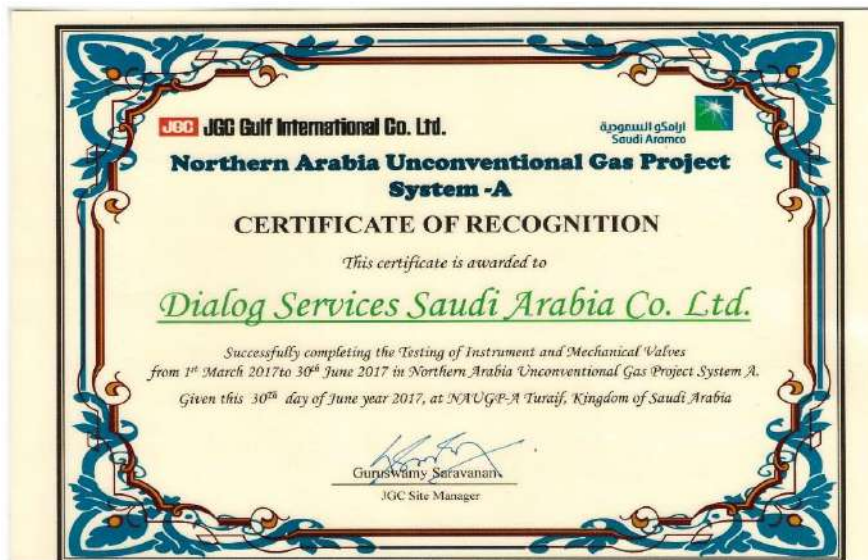 JGC JGC Gulf International Co. Ltd.
ارامكو السعودية
Saudi Aramco
Northern Arabia Unconventional Gas Project
System -A
CERTIFICATE OF RECOGNITION
This certificate is awarded to
Dialog Services Saudi Arabia Co. Ltd.
Successfully completing the Testing of Instrument and Mechanical Valves
from 1st March 2017to 30th June 2017 in Northern Arabia Unconventional Gas Project System A.
Given this 30Th day of June year 2017, at NAUGP-A Turaif, Kingdom of Saudi Arabia
Guruswamy Saravanan
JGC Site Manager